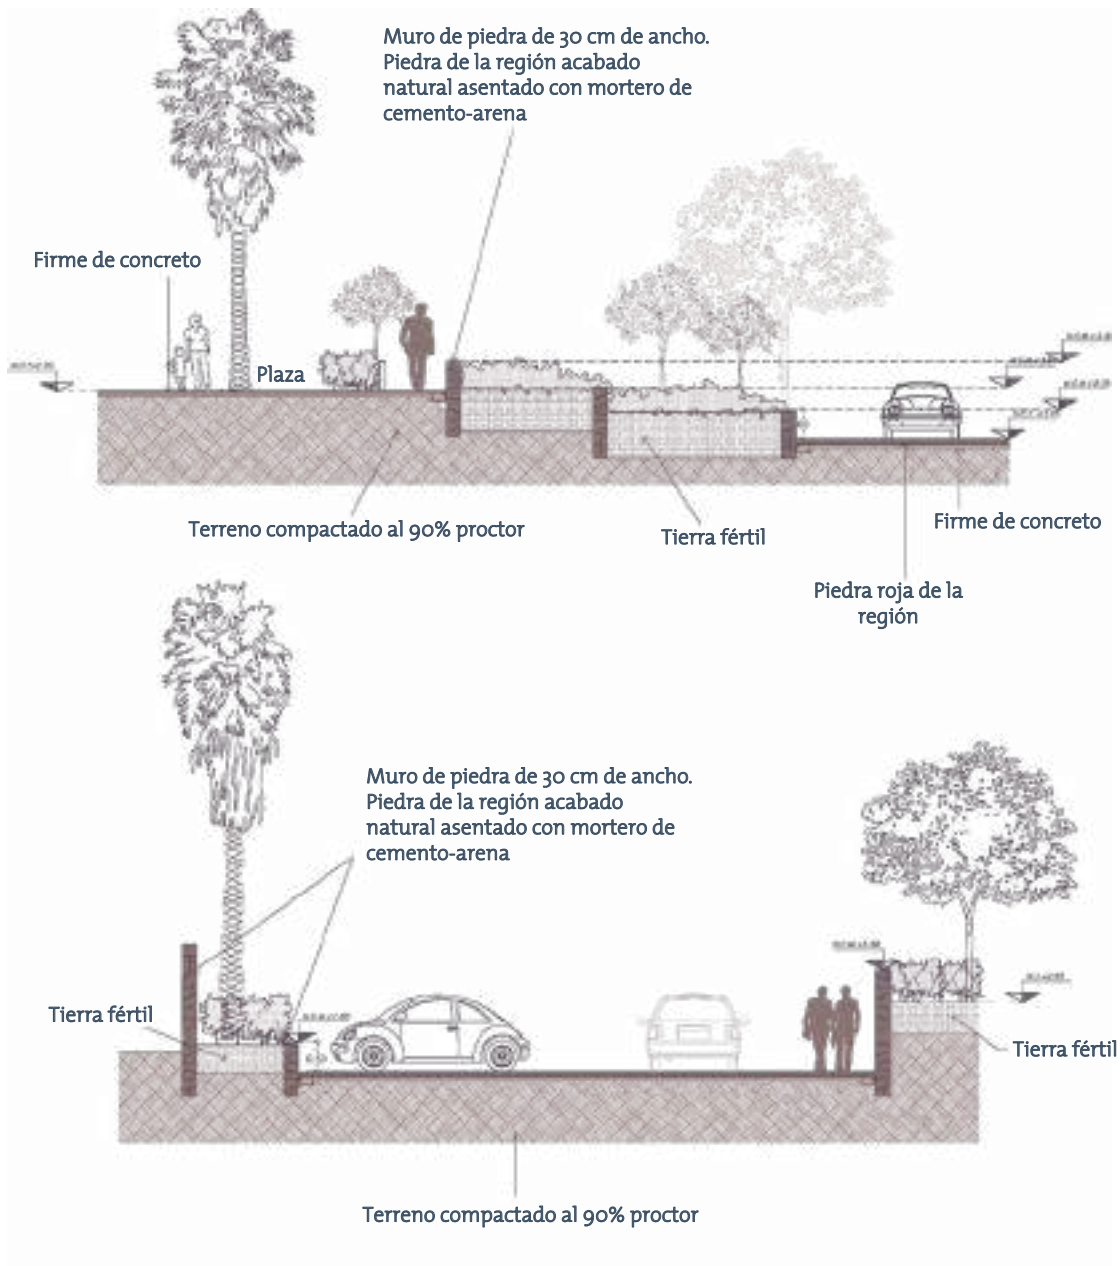 Muro de piedra de 30 cm de ancho.
Piedra de la región acabado
natural asentado con mortero de
cemento-arena
Firme de concreto
Plaza
Terreno compactado al 90% proctor
Tierra fértil
Firme de concreto
Piedra roja de la
región
Muro de piedra de 30 cm de ancho.
Piedra de la región acabado
natural asentado con mortero de
cemento-arena
Tierra fértil
Tierra fértil
Terreno compactado al 90% proctor